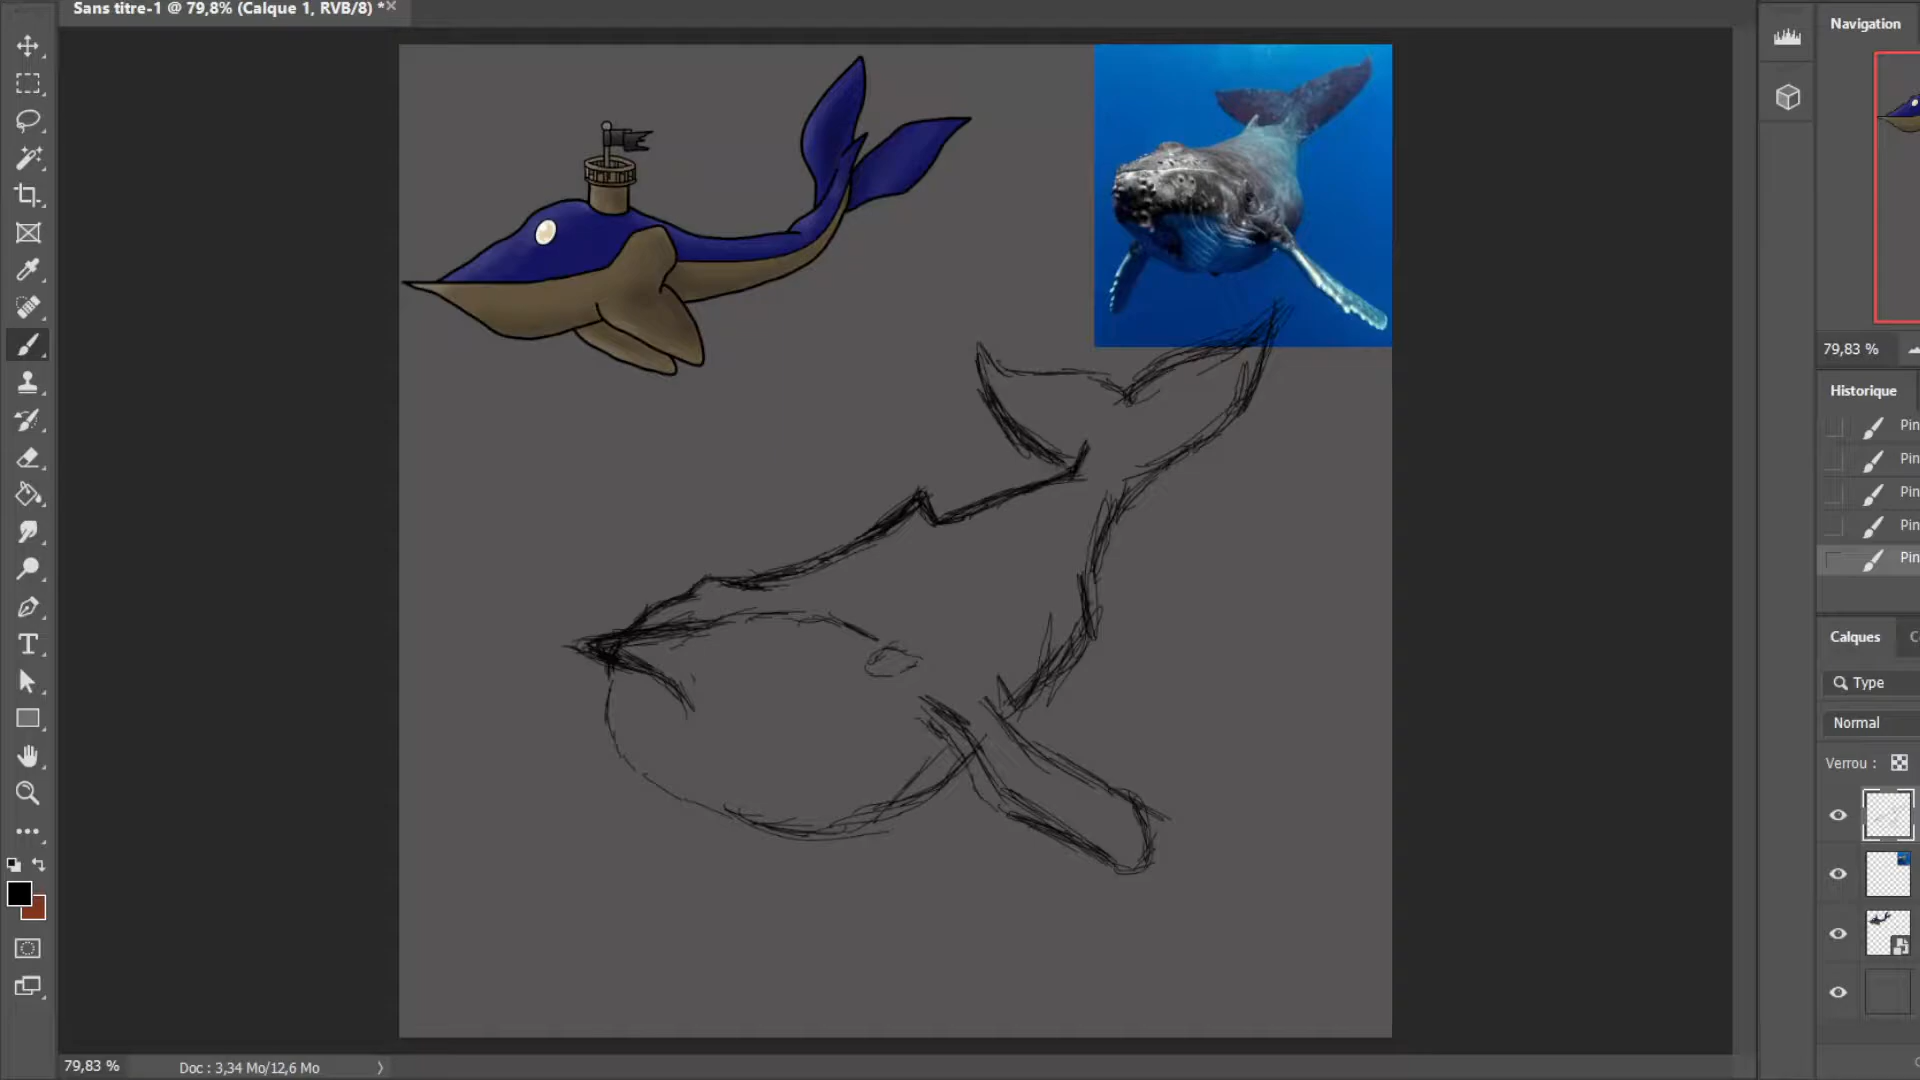 Sans titre-1 @ 79,8% (Calque 1, RVB/8) *
Navigation
79,83 %
Historique
Pin
Pin
Pin
Pin
Pin
Calques
C
Type
Normal
Verrou :
79,83 %
Doc : 3,34 Mo/12,6 Mo